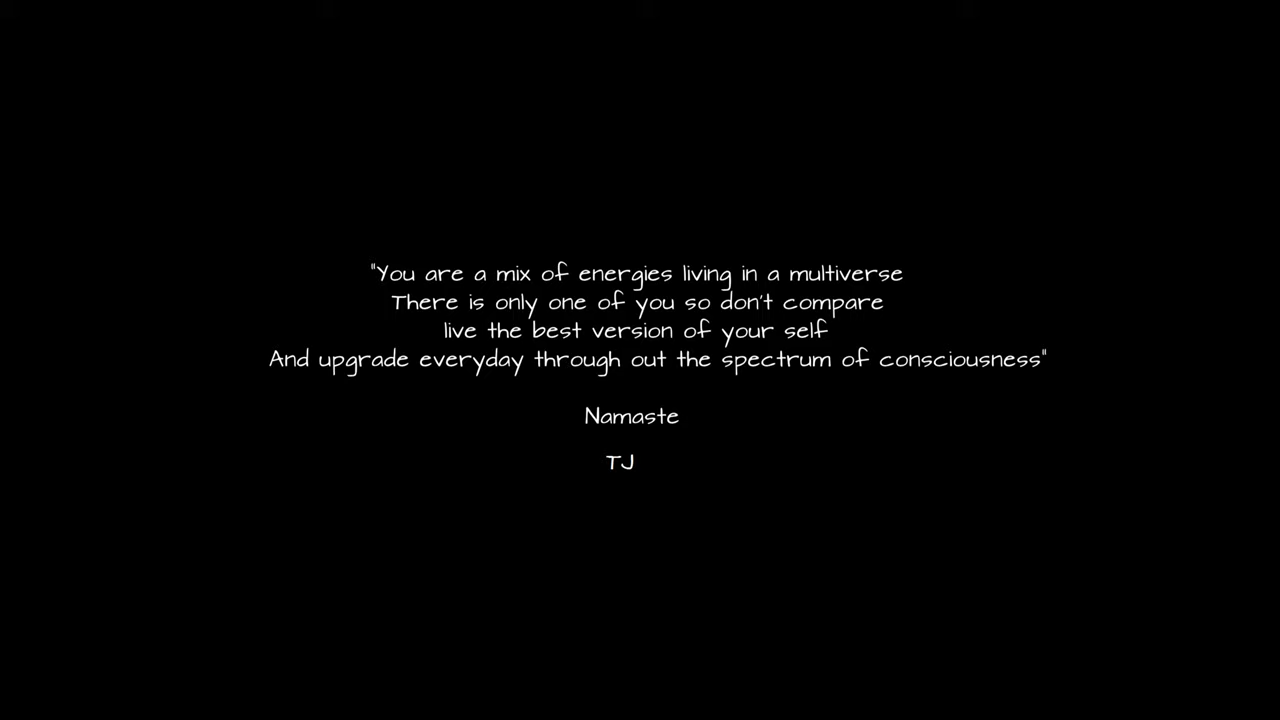 "You are a mix of energies living in a multiverse
There is only one of you so don't compare
live the best version of your self
And upgrade everyday through out the spectrum of consciousness"
Namaste
TJ